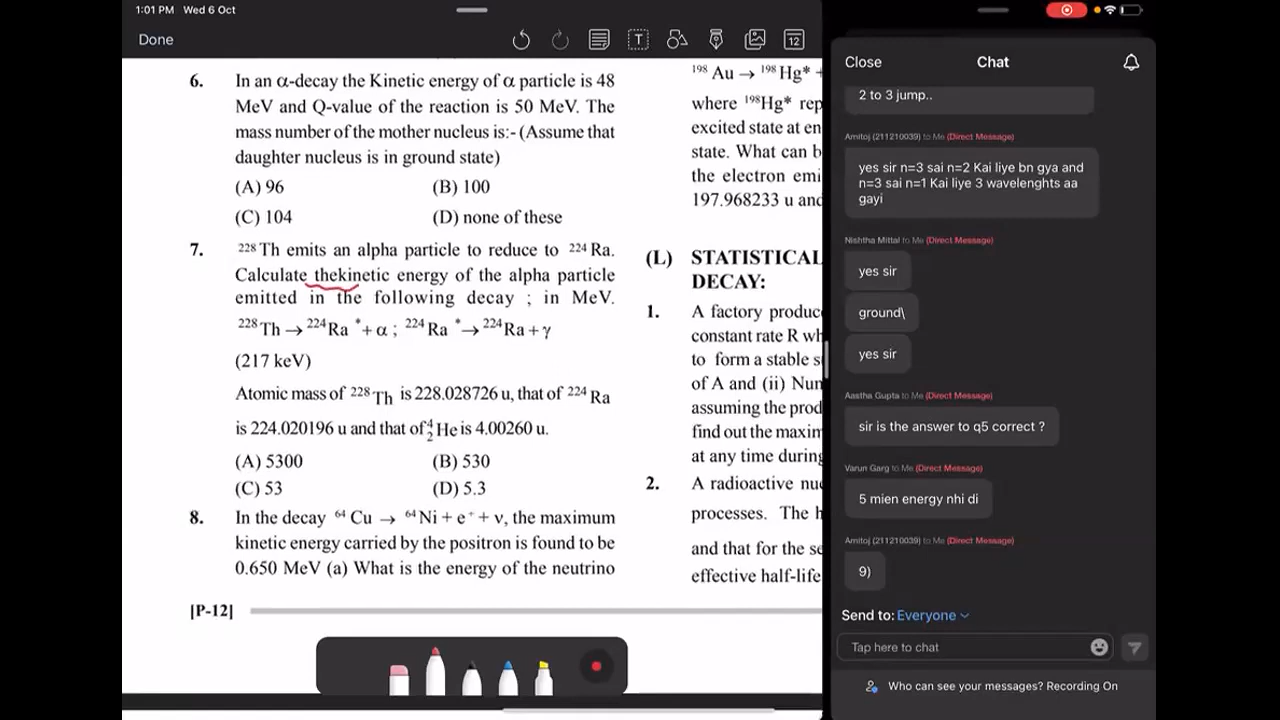 1:01 PM Wed 6 Oct
Done
T
12
6. In an α-decay the Kinetic energy of α particle is 48
MeV and Q-value of the reaction is 50 MeV. The
mass number of the mother nucleus is:- (Assume that
daughter nucleus is in ground state)
(A) 96 (B) 100
(C) 104 (D) none of these
7. ²²⁸Th emits an alpha particle to reduce to ²²⁴Ra.
Calculate thekinetic energy of the alpha particle
emitted in the following decay ; in MeV.
²²⁸Th → ²²⁴Ra * + α ; ²²⁴Ra * → ²²⁴Ra + γ
(217 keV)
Atomic mass of ²²⁸Th is 228.028726 u, that of ²²⁴Ra
is 224.020196 u and that of ⁴₂He is 4.00260 u.
(A) 5300 (B) 530
(C) 53 (D) 5.3
8. In the decay ⁶⁴Cu → ⁶⁴Ni + e⁺ + ν, the maximum
kinetic energy carried by the positron is found to be
0.650 MeV (a) What is the energy of the neutrino
[P-12]
¹⁹⁸Au → ¹⁹⁸Hg* +
where ¹⁹⁸Hg* rep
excited state at en
state. What can b
the electron emi
197.968233 u and
(L) STATISTICAL
DECAY:
1. A factory produc
constant rate R wh
to form a stable s
of A and (ii) Num
assuming the prod
find out the maxim
at any time during
2. A radioactive nuc
processes. The h
and that for the se
effective half-life
Close Chat
2 to 3 jump..
Amitoj (211210039) to Me (Direct Message)
yes sir n=3 sai n=2 Kai liye bn gya and
n=3 sai n=1 Kai liye 3 wavelenghts aa
gayi
Nishtha Mittal to Me (Direct Message)
yes sir
ground\
yes sir
Aastha Gupta to Me (Direct Message)
sir is the answer to q5 correct ?
Varun Garg to Me (Direct Message)
5 mien energy nhi di
Amitoj (211210039) to Me (Direct Message)
9)
Send to: Everyone
Tap here to chat
Who can see your messages? Recording On